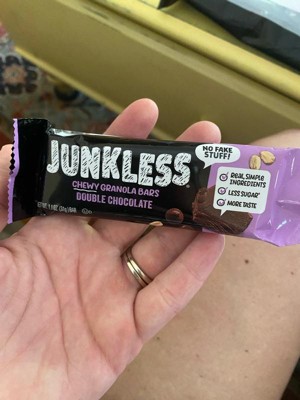 JUNKLESS
CHEWY GRANOLA BARS
DOUBLE CHOCOLATE
NO FAKE
STUFF!
REAL, SIMPLE
INGREDIENTS
LESS SUGAR*
MORE TASTE